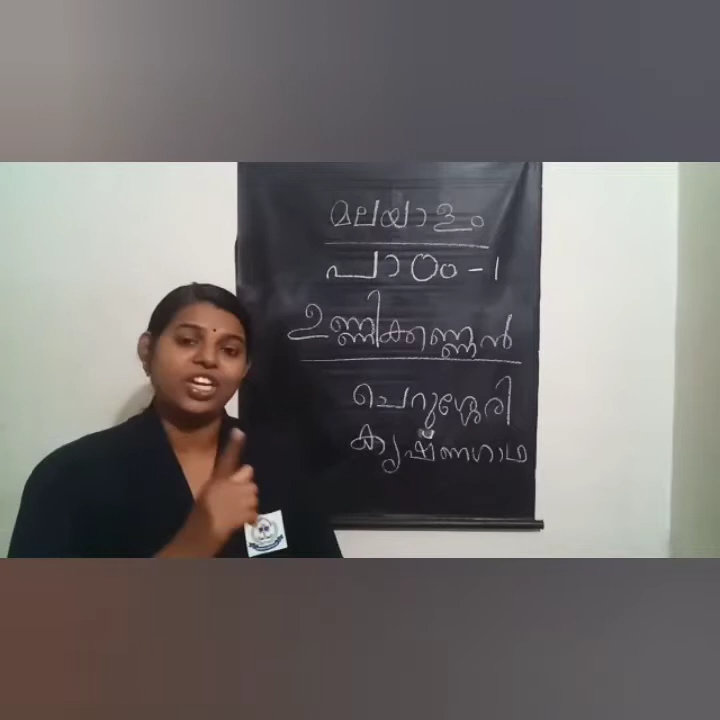 മലയാളം
പാഠം - 1
ഉണ്ണിക്കണ്ണൻ
ചെറുശ്ശേരി
കൃഷ്ണഗാഥ